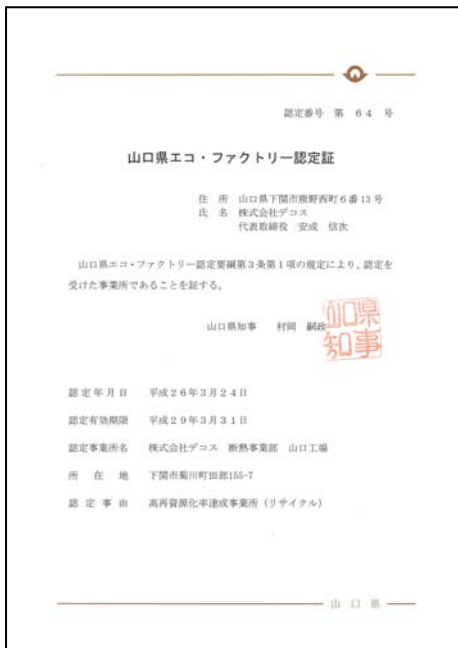 認定番号 第 64 号
山口県エコ・ファクトリー認定証
住 所 山口県下関市熊野西町6番13号
氏 名 株式会社デコス
代表取締役 安成 信次
山口県エコ・ファクトリー認定要綱第3条第1項の規定により、認定を
受けた事業所であることを証する。
山口県知事 村岡 嗣政
山口県
知事
認定年月日 平成26年3月24日
認定有効期限 平成29年3月31日
認定事業所名 株式会社デコス 断熱事業部 山口工場
所 在 地 下関市菊川町田部155-7
認 定 事 由 高再資源化率達成事業所(リサイクル)
山 口 県